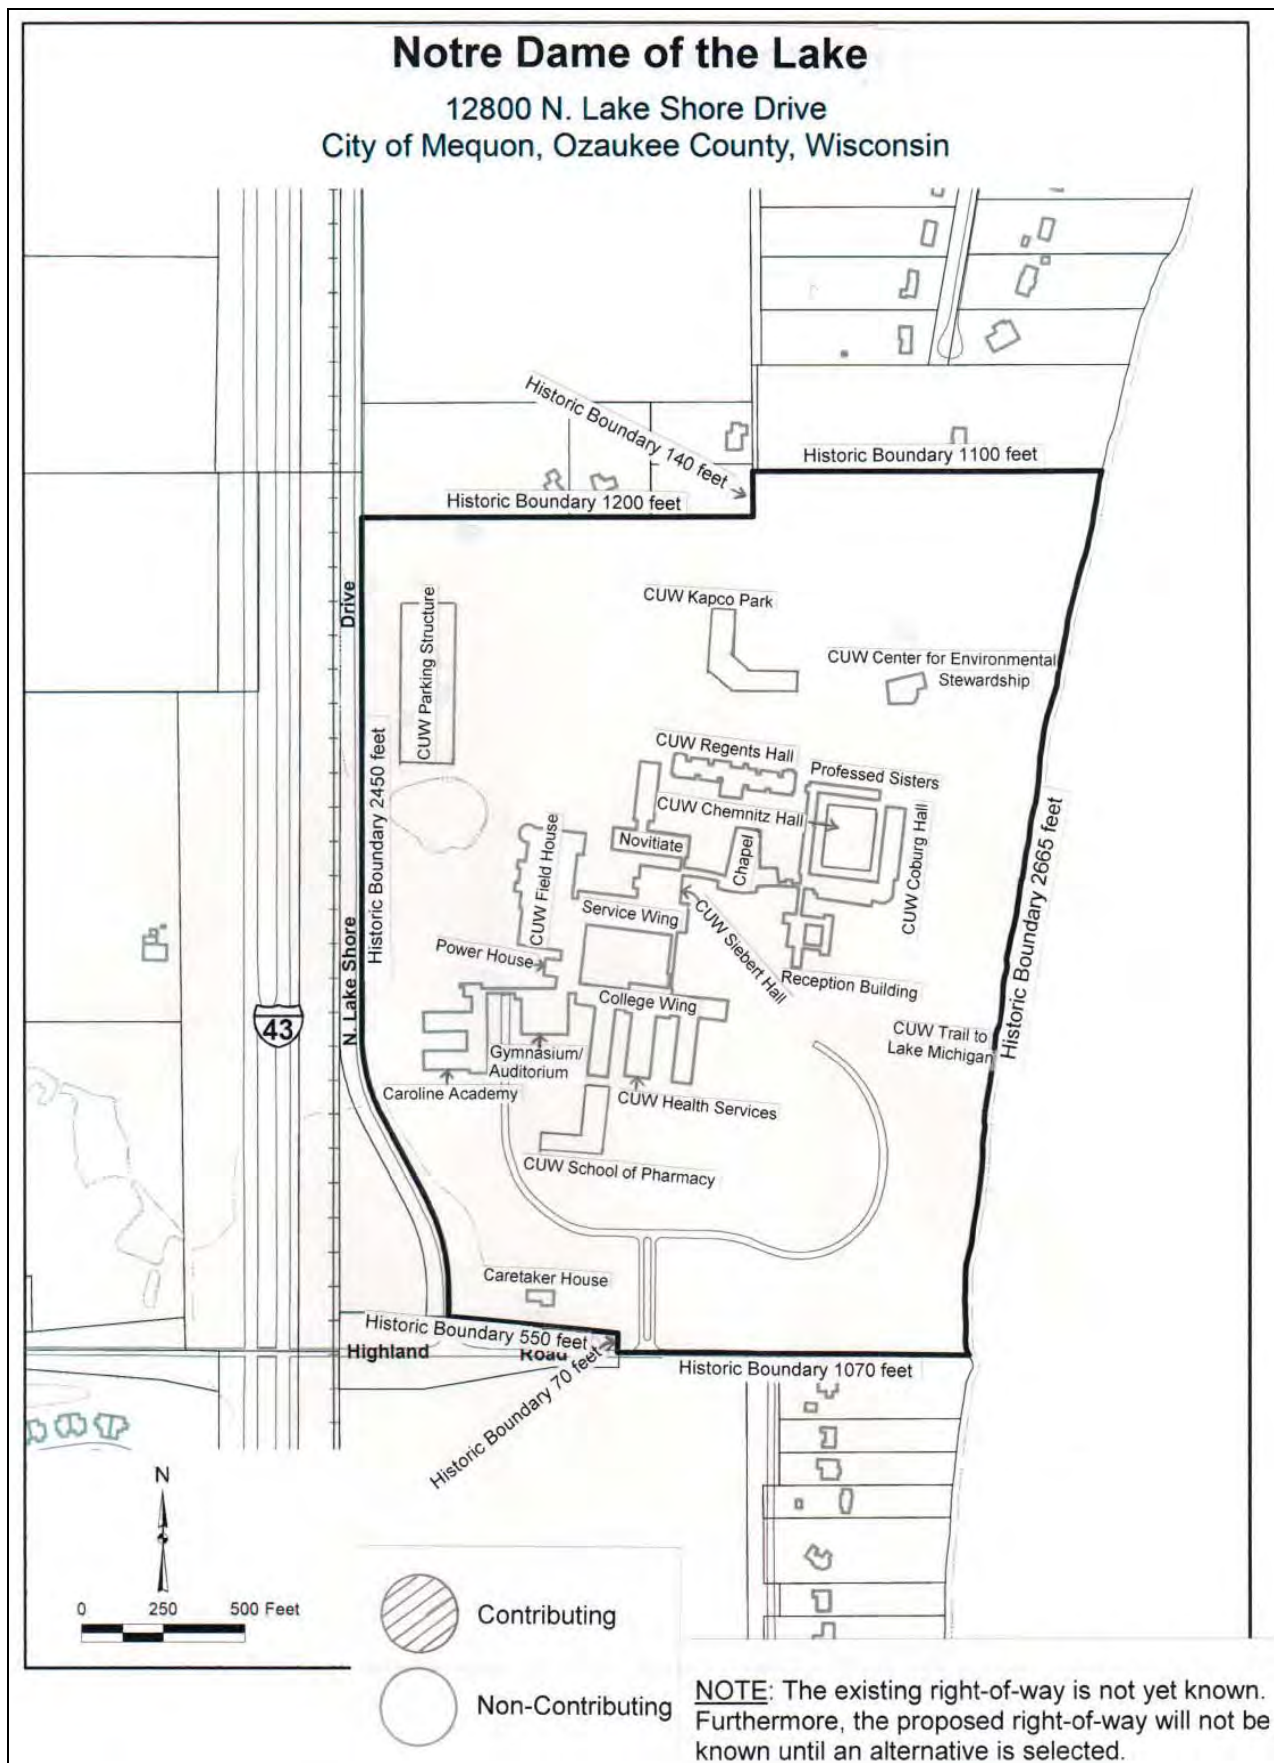 Notre Dame of the Lake
12800 N. Lake Shore Drive
City of Mequon, Ozaukee County, Wisconsin
Historic Boundary 140 feet
Historic Boundary 1100 feet
Historic Boundary 1200 feet
Drive
CUW Parking Structure
CUW Kapco Park
CUW Center for Environmental
Stewardship
Historic Boundary 2450 feet
CUW Regents Hall
Professed Sisters
CUW Chemnitz Hall
Novitiate
Chapel
CUW Coburg Hall
Historic Boundary 2665 feet
CUW Field House
Service Wing
CUW Siebert Hall
N. Lake Shore
Power House
Reception Building
College Wing
43
CUW Trail to
Lake Michigan
Gymnasium/
Auditorium
Caroline Academy
CUW Health Services
CUW School of Pharmacy
Caretaker House
Historic Boundary 550 feet
Highland Road
Historic Boundary 70 feet
Historic Boundary 1070 feet
N
0 250 500 Feet
Contributing
Non-Contributing
NOTE: The existing right-of-way is not yet known.
Furthermore, the proposed right-of-way will not be
known until an alternative is selected.